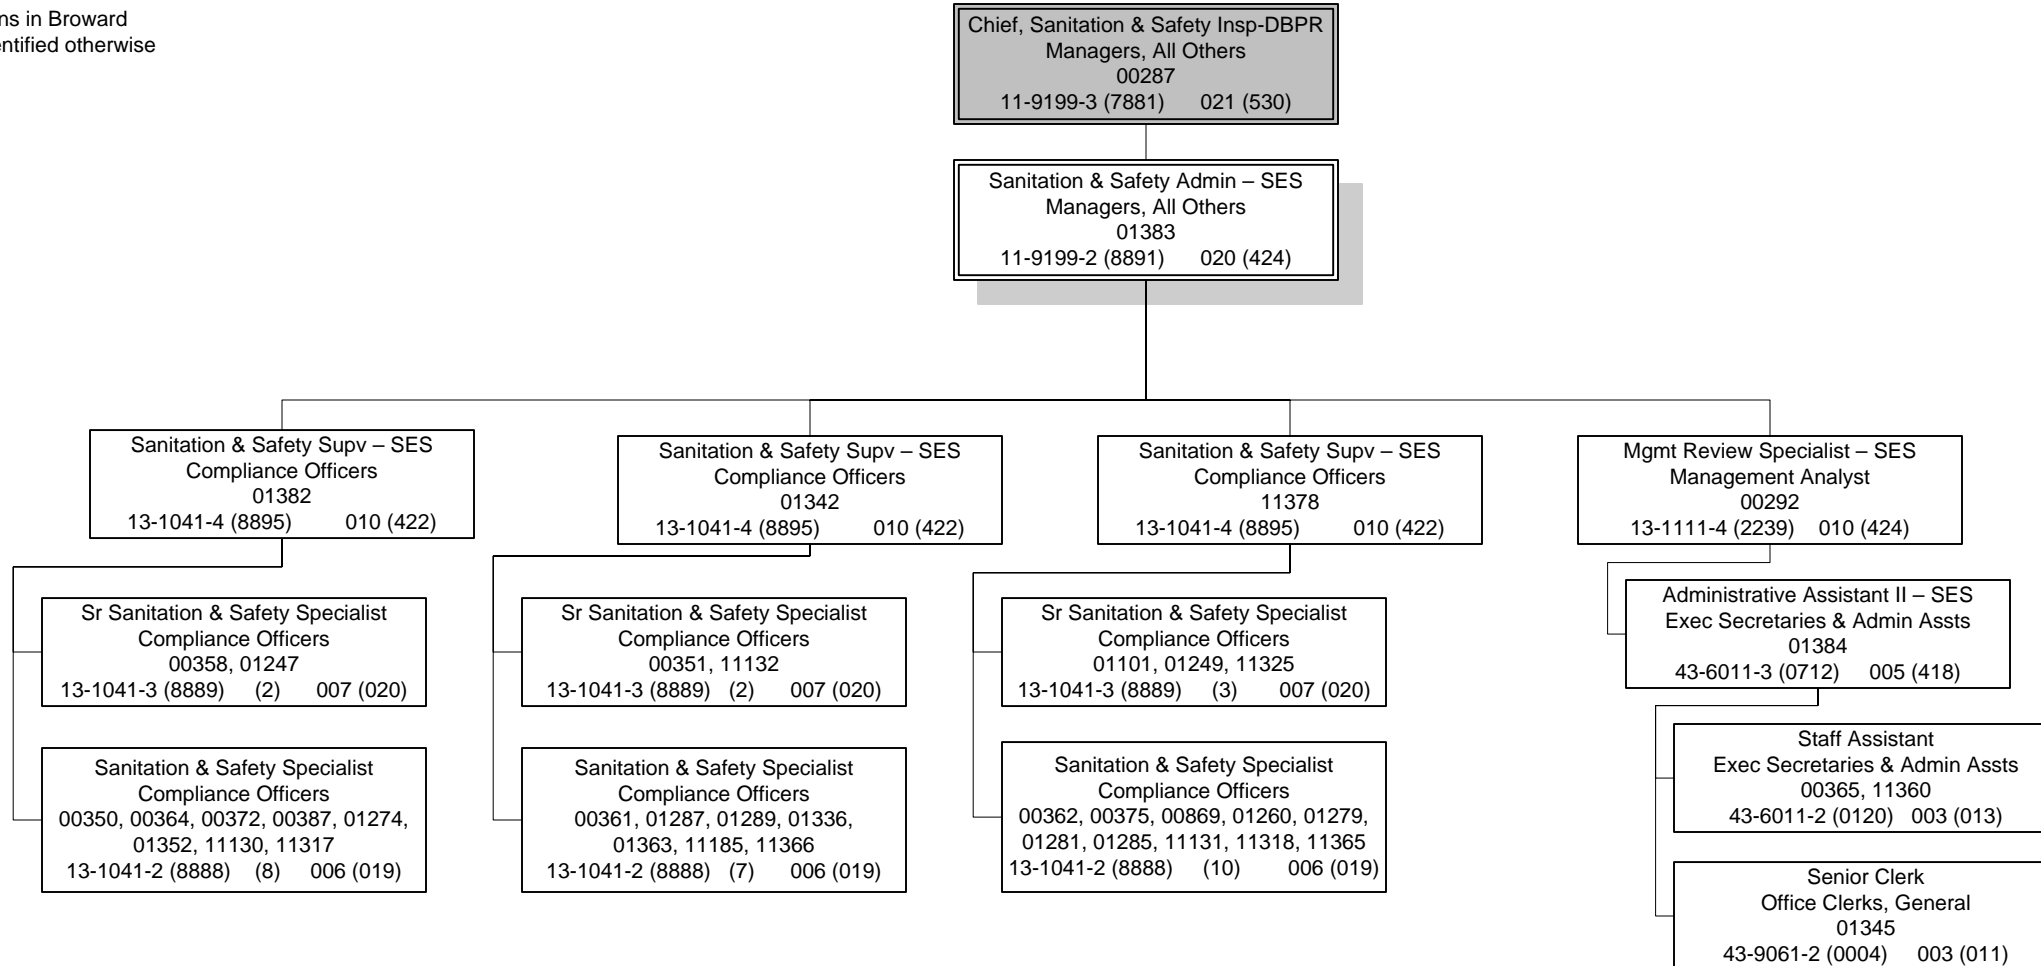 ns in Broward
entified otherwise
Chief, Sanitation & Safety Insp-DBPR
Managers, All Others
00287
11-9199-3 (7881) 021 (530)
Sanitation & Safety Admin – SES
Managers, All Others
01383
11-9199-2 (8891) 020 (424)
Sanitation & Safety Supv – SES
Compliance Officers
01382
13-1041-4 (8895) 010 (422)
Sanitation & Safety Supv – SES
Compliance Officers
01342
13-1041-4 (8895) 010 (422)
Sanitation & Safety Supv – SES
Compliance Officers
11378
13-1041-4 (8895) 010 (422)
Mgmt Review Specialist – SES
Management Analyst
00292
13-1111-4 (2239) 010 (424)
Sr Sanitation & Safety Specialist
Compliance Officers
00358, 01247
13-1041-3 (8889) (2) 007 (020)
Sr Sanitation & Safety Specialist
Compliance Officers
00351, 11132
13-1041-3 (8889) (2) 007 (020)
Sr Sanitation & Safety Specialist
Compliance Officers
01101, 01249, 11325
13-1041-3 (8889) (3) 007 (020)
Administrative Assistant II – SES
Exec Secretaries & Admin Assts
01384
43-6011-3 (0712) 005 (418)
Sanitation & Safety Specialist
Compliance Officers
00350, 00364, 00372, 00387, 01274,
01352, 11130, 11317
13-1041-2 (8888) (8) 006 (019)
Sanitation & Safety Specialist
Compliance Officers
00361, 01287, 01289, 01336,
01363, 11185, 11366
13-1041-2 (8888) (7) 006 (019)
Sanitation & Safety Specialist
Compliance Officers
00362, 00375, 00869, 01260, 01279,
01281, 01285, 11131, 11318, 11365
13-1041-2 (8888) (10) 006 (019)
Staff Assistant
Exec Secretaries & Admin Assts
00365, 11360
43-6011-2 (0120) 003 (013)
Senior Clerk
Office Clerks, General
01345
43-9061-2 (0004) 003 (011)